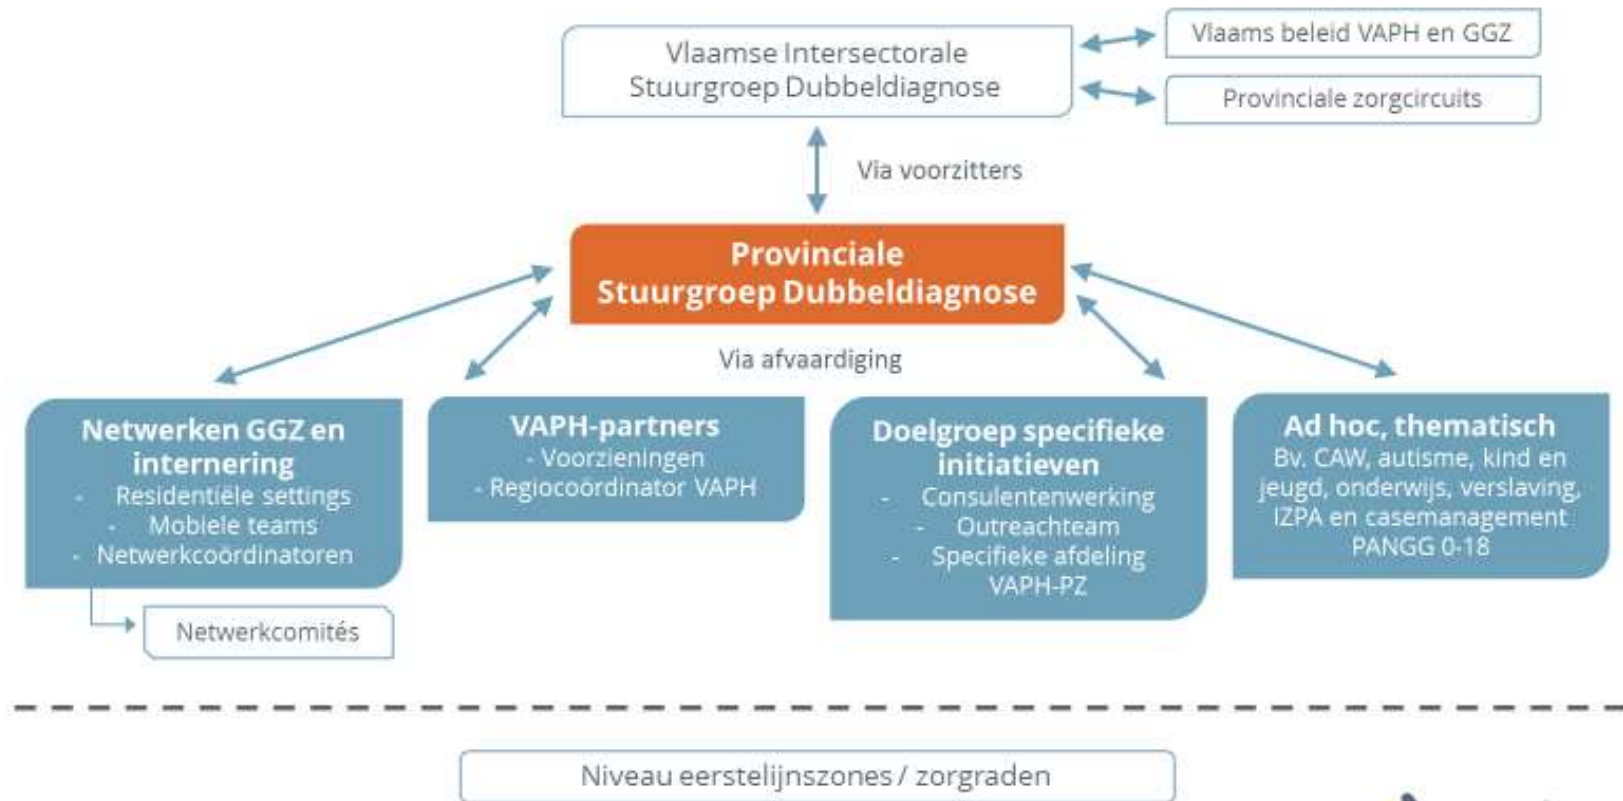 Vlaamse Intersectorale
Stuurgroep Dubbeldiagnose
Vlaams beleid VAPH en GGZ
Provinciale zorgcircuits
Via voorzitters
Provinciale
Stuurgroep Dubbeldiagnose
Via afvaardiging
Netwerken GGZ en
internering
- Residentiële settings
- Mobiele teams
- Netwerkcoördinatoren
Netwerkcomités
VAPH-partners
- Voorzieningen
- Regiocoördinator VAPH
Doelgroep specifieke
initiatieven
- Consulentenwerking
- Outreachteam
- Specifieke afdeling
VAPH-PZ
Ad hoc, thematisch
Bv. CAW, autisme, kind en
jeugd, onderwijs, verslaving,
IZPA en casemanagement
PANGG 0-18
Niveau eerstelijnszones / zorgraden